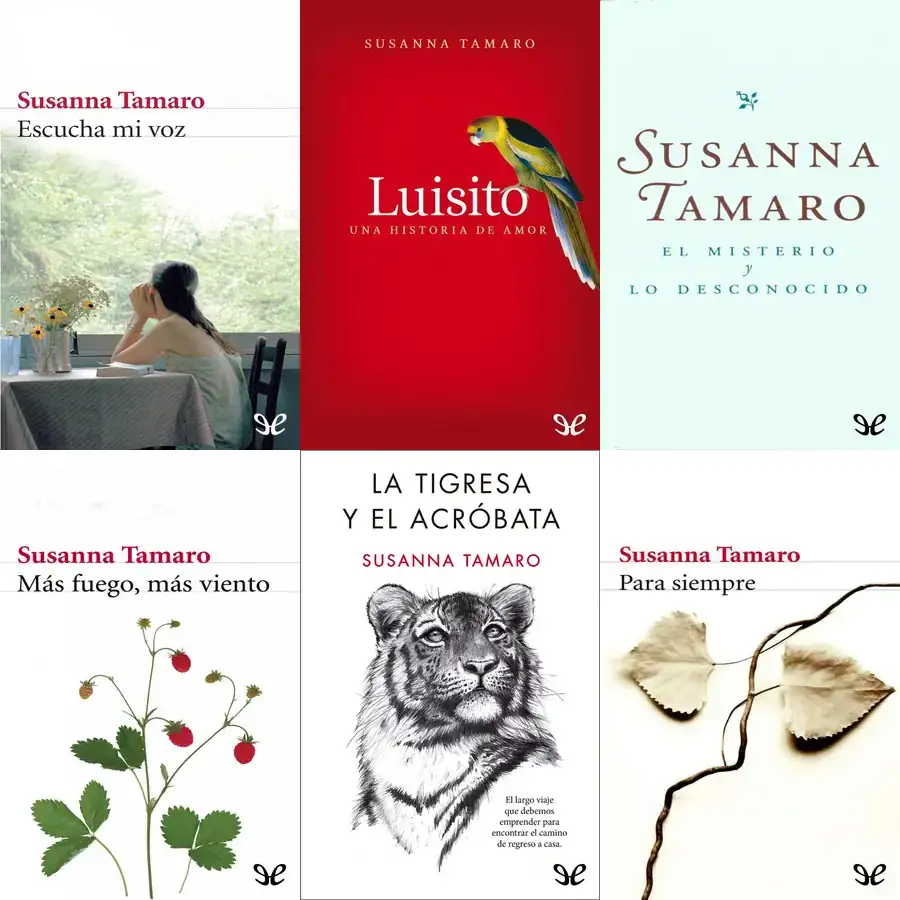 Susanna Tamaro
Escucha mi voz
SUSANNA TAMARO
Luisito
UNA HISTORIA DE AMOR
SUSANNA
TAMARO
EL MISTERIO
y
LO DESCONOCIDO
Susanna Tamaro
Más fuego, más viento
LA TIGRESA
Y EL ACRÓBATA
SUSANNA TAMARO
El largo viaje
que debemos
emprender para
encontrar el camino
de regreso a casa.
Susanna Tamaro
Para siempre